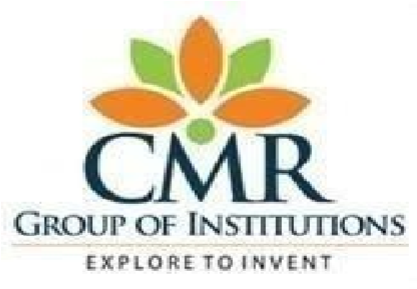 CMR
GROUP OF INSTITUTIONS
EXPLORE TO INVENT